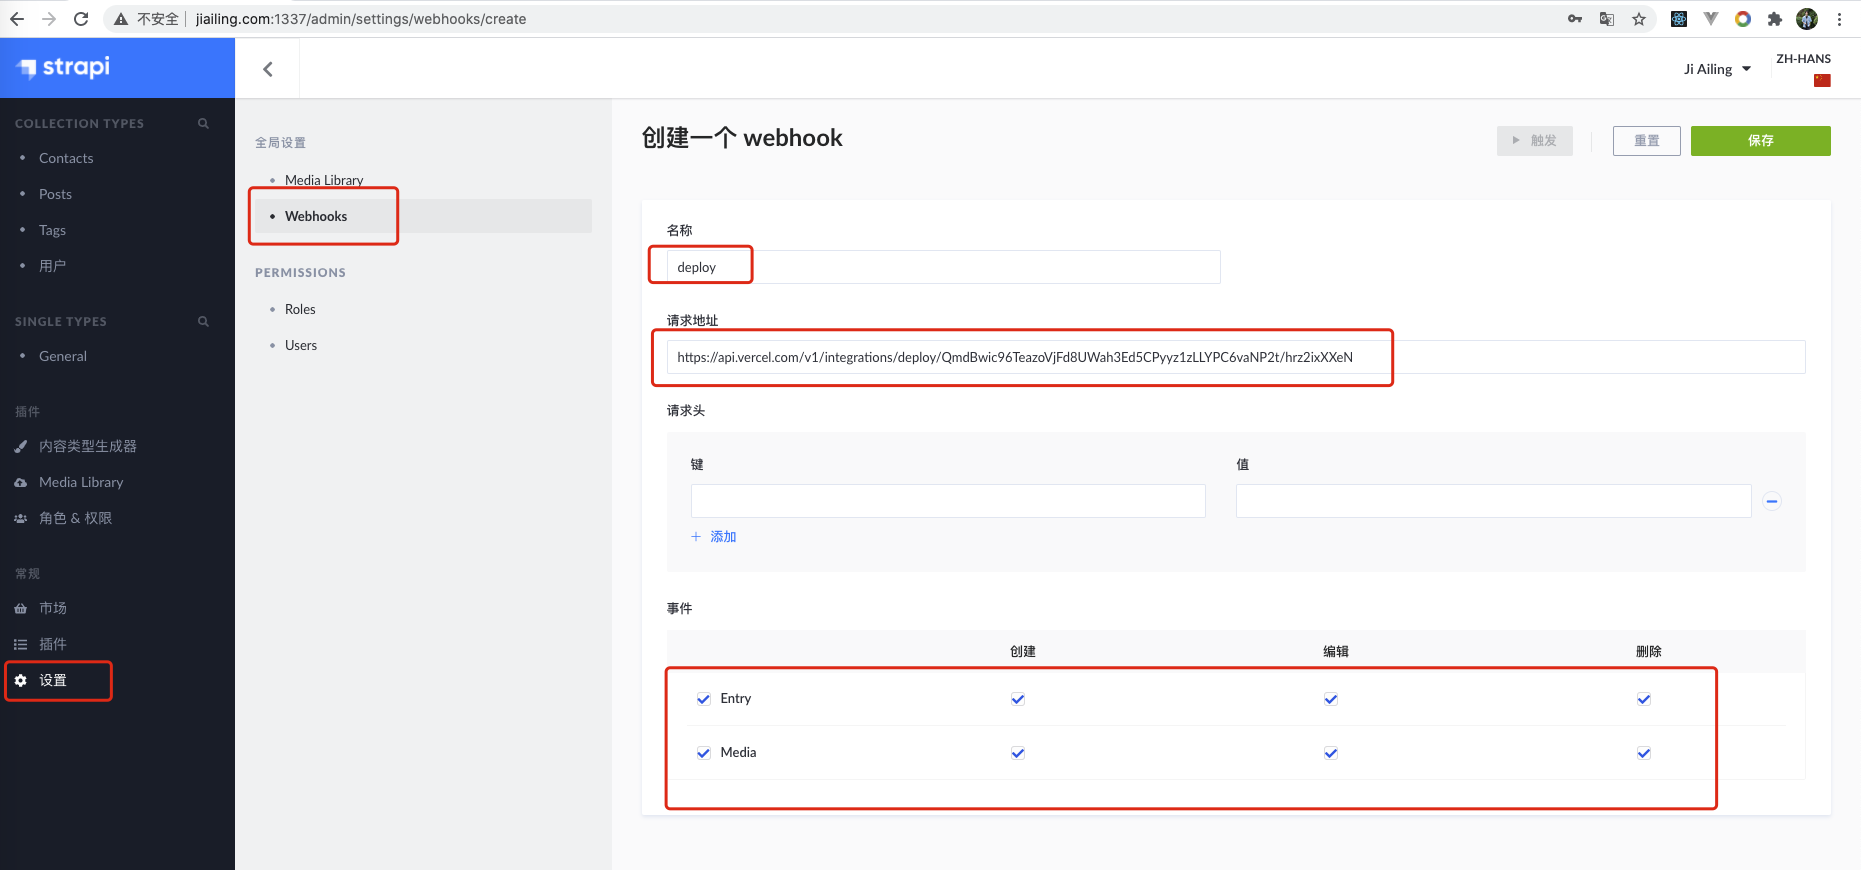 不安全 jiailing.com:1337/admin/settings/webhooks/create
strapi
Ji Ailing
ZH-HANS
COLLECTION TYPES
Contacts
Posts
Tags
用户
SINGLE TYPES
General
插件
内容类型生成器
Media Library
角色 & 权限
常规
市场
插件
设置
全局设置
Media Library
Webhooks
PERMISSIONS
Roles
Users
创建一个 webhook
触发
重置
保存
名称
deploy
请求地址
https://api.vercel.com/v1/integrations/deploy/QmdBwic96TeazoVjFd8UWah3Ed5CPyyz1zLLYPC6vaNP2t/hrz2ixXXeN
请求头
键 值
添加
事件
创建 编辑 删除
Entry
Media